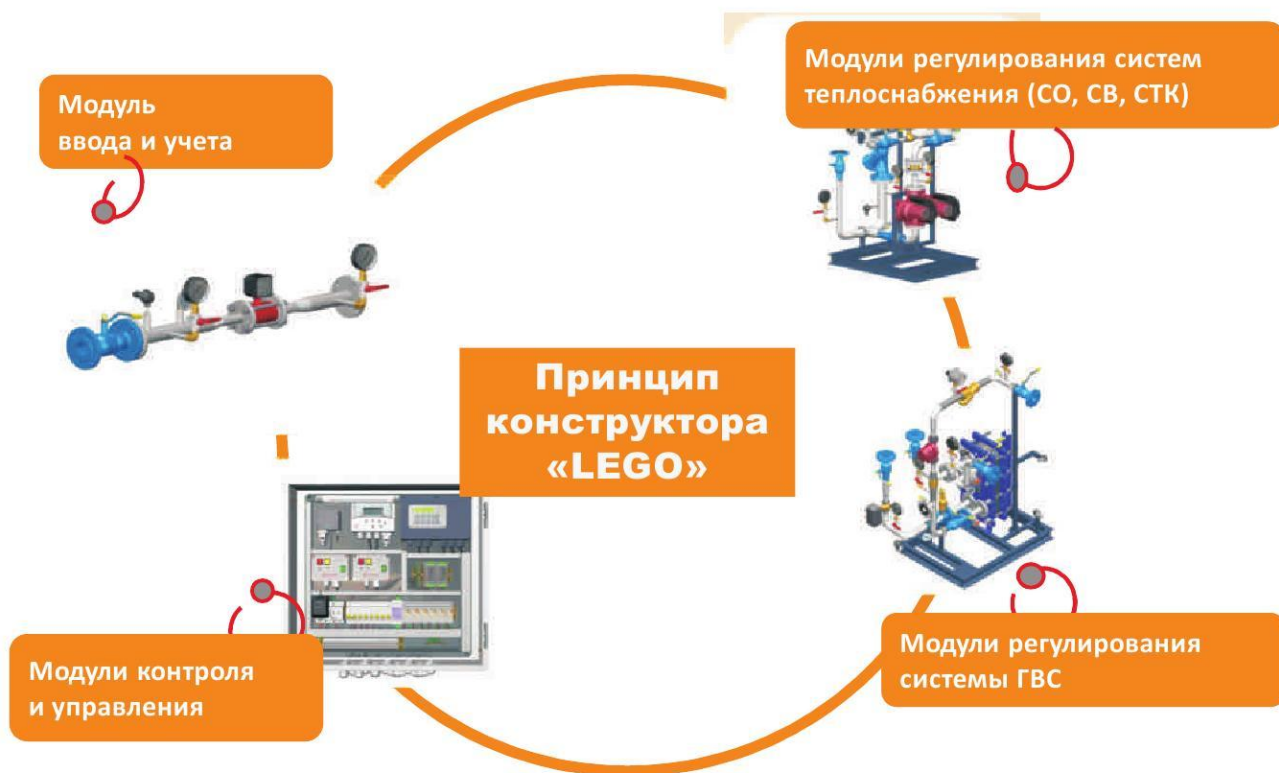 Модуль
ввода и учета
Модули регулирования систем
теплоснабжения (СО, СВ, СТК)
Принцип
конструктора
«LEGO»
Модули контроля
и управления
Модули регулирования
системы ГВС